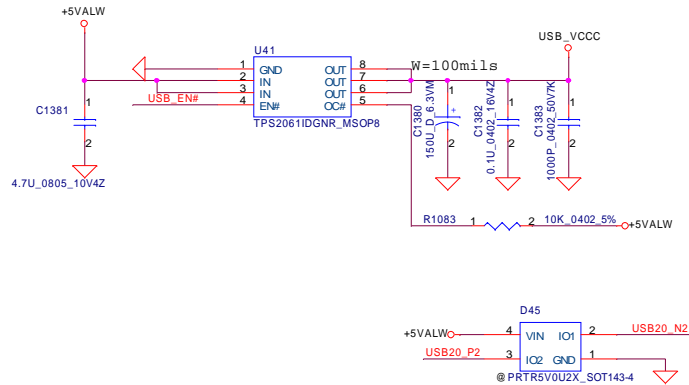 +5VALW
USB_VCCC
U41
W=100mils
1 GND OUT 8
2 IN OUT 7
3 IN OUT 6
4 EN# OC# 5
USB_EN#
TPS2061IDGNR_MSOP8
C1381
1
2
4.7U_0805_10V4Z
C1380
150U_D_6.3VM
1
+
2
C1382
0.1U_0402_16V4Z
1
2
C1383
1000P_0402_50V7K
1
2
R1083 1 2 10K_0402_5% +5VALW
D45
+5VALW 4 VIN IO1 2 USB20_N2
USB20_P2 3 IO2 GND 1
@PRTR5V0U2X_SOT143-4